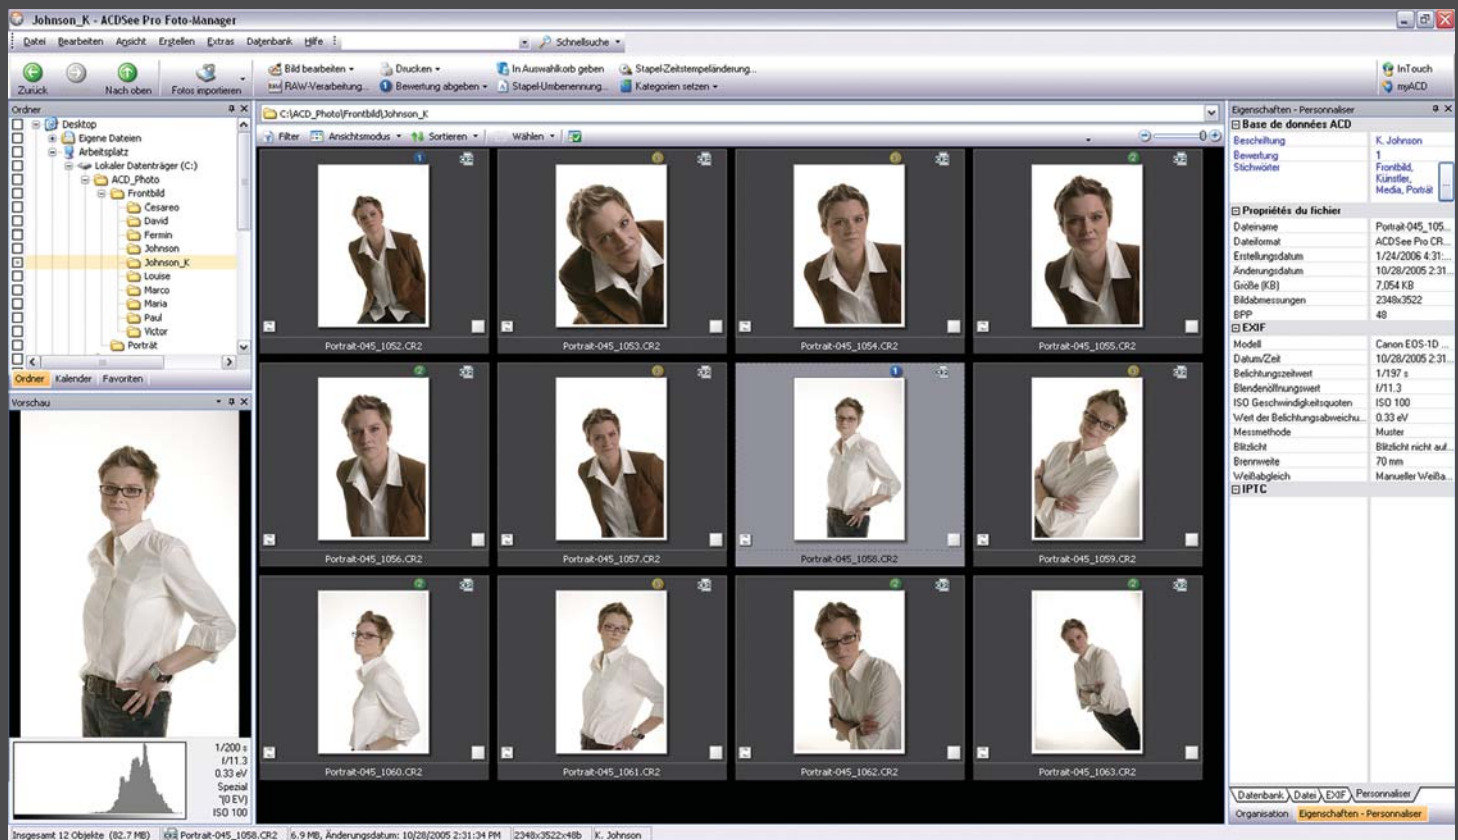 Johnson_K - ACDSee Pro Foto-Manager
Datei Bearbeiten Ansicht Erstellen Extras Datenbank Hilfe Schnellsuche
Zurück Nach oben Fotos importieren
Bild bearbeiten Drucken In Auswahlkorb geben Stapel-Zeitstempeländerung...
RAW-Verarbeitung... Bewertung abgeben Stapel-Umbenennung... Kategorien setzen
InTouch
myACD
Ordner
Desktop
Eigene Dateien
Arbeitsplatz
Lokaler Datenträger (C:)
ACD_Photo
Frontbild
Cesareo
David
Fermin
Johnson
Johnson_K
Louise
Marco
Maria
Paul
Victor
Porträt
Ordner Kalender Favoriten
Vorschau
1/200 s
f/11.3
0.33 eV
Spezial
"(0 EV)
ISO 100
C:\ACD_Photo\Frontbild\Johnson_K
Filter Ansichtsmodus Sortieren Wählen
Portrait-045_1052.CR2 Portrait-045_1053.CR2 Portrait-045_1054.CR2 Portrait-045_1055.CR2
Portrait-045_1056.CR2 Portrait-045_1057.CR2 Portrait-045_1058.CR2 Portrait-045_1059.CR2
Portrait-045_1060.CR2 Portrait-045_1061.CR2 Portrait-045_1062.CR2 Portrait-045_1063.CR2
Eigenschaften - Personnaliser
Base de données ACD
Beschriftung K. Johnson
Bewertung 1
Stichwörter Frontbild,
Künstler,
Media, Porträt
Propriétés du fichier
Dateiname Portrait-045_105...
Dateiformat ACDSee Pro CR...
Erstellungsdatum 1/24/2006 4:31:...
Änderungsdatum 10/28/2005 2:31...
Größe (KB) 7,054 KB
Bildabmessungen 2348x3522
BPP 48
EXIF
Modell Canon EOS-1D ...
Datum/Zeit 10/28/2005 2:31...
Belichtungszeitwert 1/197 s
Blendenöffnungswert f/11.3
ISO Geschwindigkeitsquoten ISO 100
Wert der Belichtungsabweichu... 0.33 eV
Messmethode Muster
Blitzlicht Blitzlicht nicht auf...
Brennweite 70 mm
Weißabgleich Manueller Weißa...
IPTC
Datenbank Datei EXIF Personnaliser
Organisation Eigenschaften - Personnaliser
Insgesamt 12 Objekte (82.7 MB) Portrait-045_1058.CR2 6.9 MB, Änderungsdatum: 10/28/2005 2:31:34 PM 2348x3522x48b K. Johnson